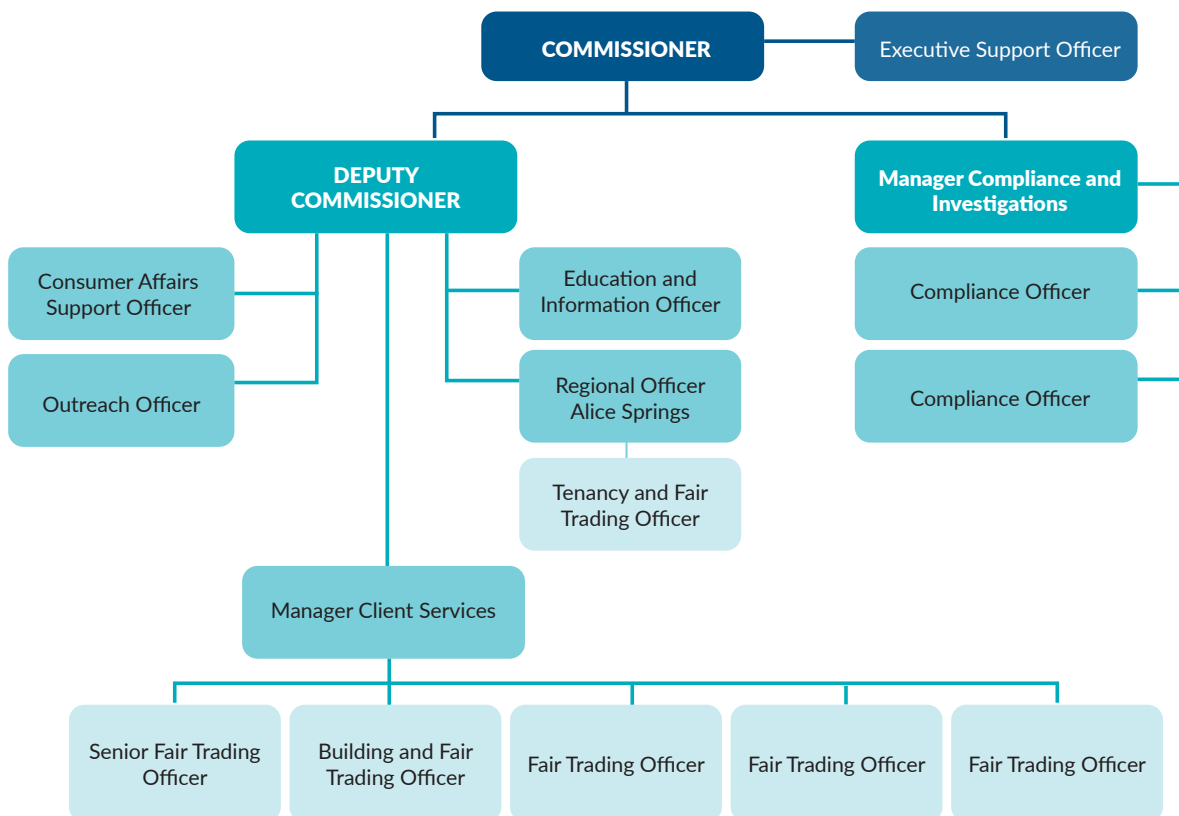 COMMISSIONER
Executive Support Officer
DEPUTY
COMMISSIONER
Manager Compliance and
Investigations
Consumer Affairs
Support Officer
Education and
Information Officer
Compliance Officer
Outreach Officer
Regional Officer
Alice Springs
Compliance Officer
Tenancy and Fair
Trading Officer
Manager Client Services
Senior Fair Trading
Officer
Building and Fair
Trading Officer
Fair Trading Officer
Fair Trading Officer
Fair Trading Officer